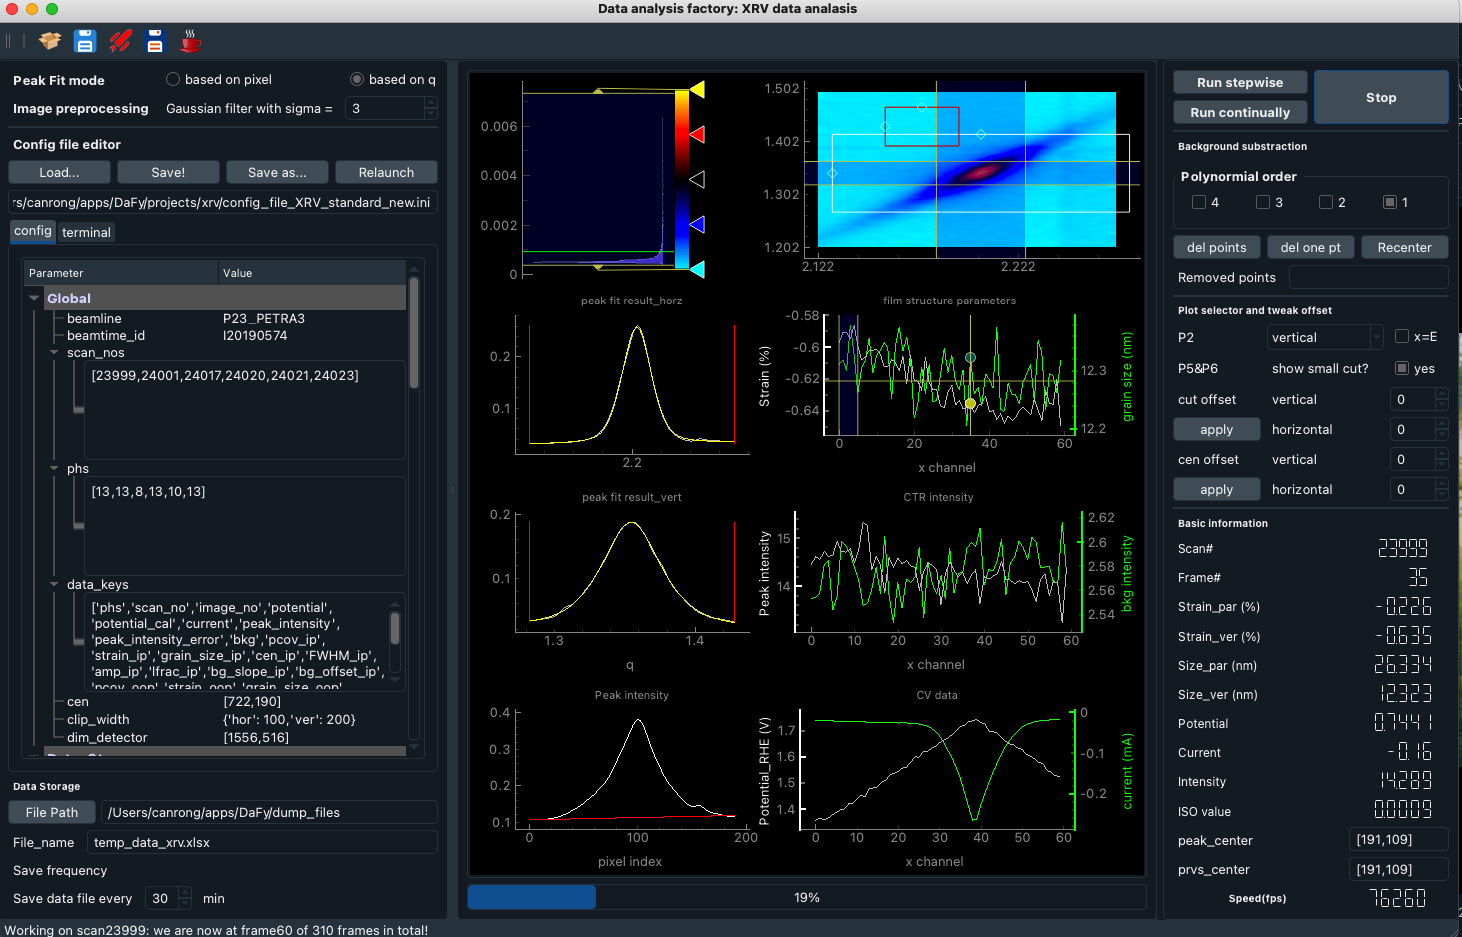 Data analysis factory: XRV data analasis
Peak Fit mode
based on pixel
based on q
Image preprocessing
Gaussian filter with sigma =
3
Config file editor
Load...
Save!
Save as...
Relaunch
rs/canrong/apps/DaFy/projects/xrv/config_file_XRV_standard_new.ini
config
terminal
Parameter
Value
Global
beamline
P23_PETRA3
beamtime_id
I20190574
scan_nos
[23999,24001,24017,24020,24021,24023]
phs
[13,13,8,13,10,13]
data_keys
['phs','scan_no','image_no','potential',
'potential_cal','current','peak_intensity',
'peak_intensity_error','bkg','pcov_ip',
'strain_ip','grain_size_ip','cen_ip','FWHM_ip',
'amp_ip','lfrac_ip','bg_slope_ip','bg_offset_ip',
'pcov_oop','strain_oop','grain_size_oop',
cen
[722,190]
clip_width
{'hor': 100,'ver': 200}
dim_detector
[1556,516]
Data Storage
File Path
/Users/canrong/apps/DaFy/dump_files
File_name
temp_data_xrv.xlsx
Save frequency
Save data file every
30
min
Working on scan23999: we are now at frame60 of 310 frames in total!
0.006
0.004
0.002
0
1.502
1.402
1.302
1.202
2.122
2.222
peak fit result_horz
0.2
0.1
2.2
film structure parameters
Strain (%)
-0.58
-0.6
-0.62
-0.64
0
20
40
60
12.3
12.2
grain size (nm)
x channel
peak fit result_vert
0.2
0.1
1.3
1.4
q
CTR intensity
Peak intensity
15
14
0
10
20
30
40
50
60
2.62
2.6
2.58
2.56
2.54
bkg intensity
x channel
Peak intensity
0.4
0.3
0.2
0.1
0
100
200
pixel index
CV data
Potential_RHE (V)
1.7
1.6
1.5
1.4
0
10
20
30
40
50
60
0
-0.1
-0.2
current (mA)
x channel
19%
Run stepwise
Run continually
Stop
Background substraction
Polynormial order
4
3
2
1
del points
del one pt
Recenter
Removed points
Plot selector and tweak offset
P2
vertical
x=E
P5&P6
show small cut?
yes
cut offset
vertical
0
apply
horizontal
0
cen offset
vertical
0
apply
horizontal
0
Basic information
Scan#
23999
Frame#
35
Strain_par (%)
-0.226
Strain_ver (%)
-0.635
Size_par (nm)
26.334
Size_ver (nm)
12.323
Potential
0.7441
Current
-0.16
Intensity
14.289
ISO value
0.0009
peak_center
[191,109]
prvs_center
[191,109]
Speed(fps)
76260